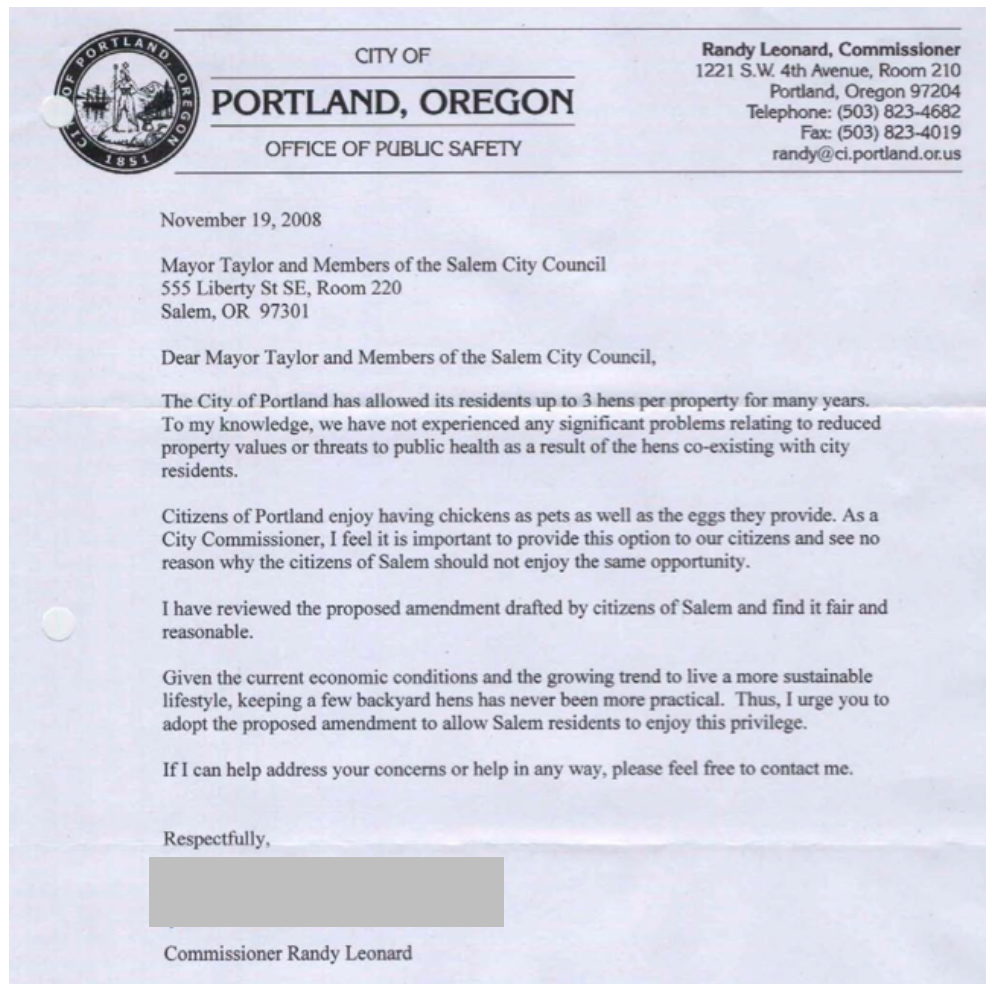 CITY OF PORTLAND, OREGON
1851
CITY OF
PORTLAND, OREGON
OFFICE OF PUBLIC SAFETY
Randy Leonard, Commissioner
1221 S.W. 4th Avenue, Room 210
Portland, Oregon 97204
Telephone: (503) 823-4682
Fax: (503) 823-4019
randy@ci.portland.or.us
November 19, 2008
Mayor Taylor and Members of the Salem City Council
555 Liberty St SE, Room 220
Salem, OR 97301
Dear Mayor Taylor and Members of the Salem City Council,
The City of Portland has allowed its residents up to 3 hens per property for many years.
To my knowledge, we have not experienced any significant problems relating to reduced
property values or threats to public health as a result of the hens co-existing with city
residents.
Citizens of Portland enjoy having chickens as pets as well as the eggs they provide. As a
City Commissioner, I feel it is important to provide this option to our citizens and see no
reason why the citizens of Salem should not enjoy the same opportunity.
I have reviewed the proposed amendment drafted by citizens of Salem and find it fair and
reasonable.
Given the current economic conditions and the growing trend to live a more sustainable
lifestyle, keeping a few backyard hens has never been more practical. Thus, I urge you to
adopt the proposed amendment to allow Salem residents to enjoy this privilege.
If I can help address your concerns or help in any way, please feel free to contact me.
Respectfully,
Commissioner Randy Leonard